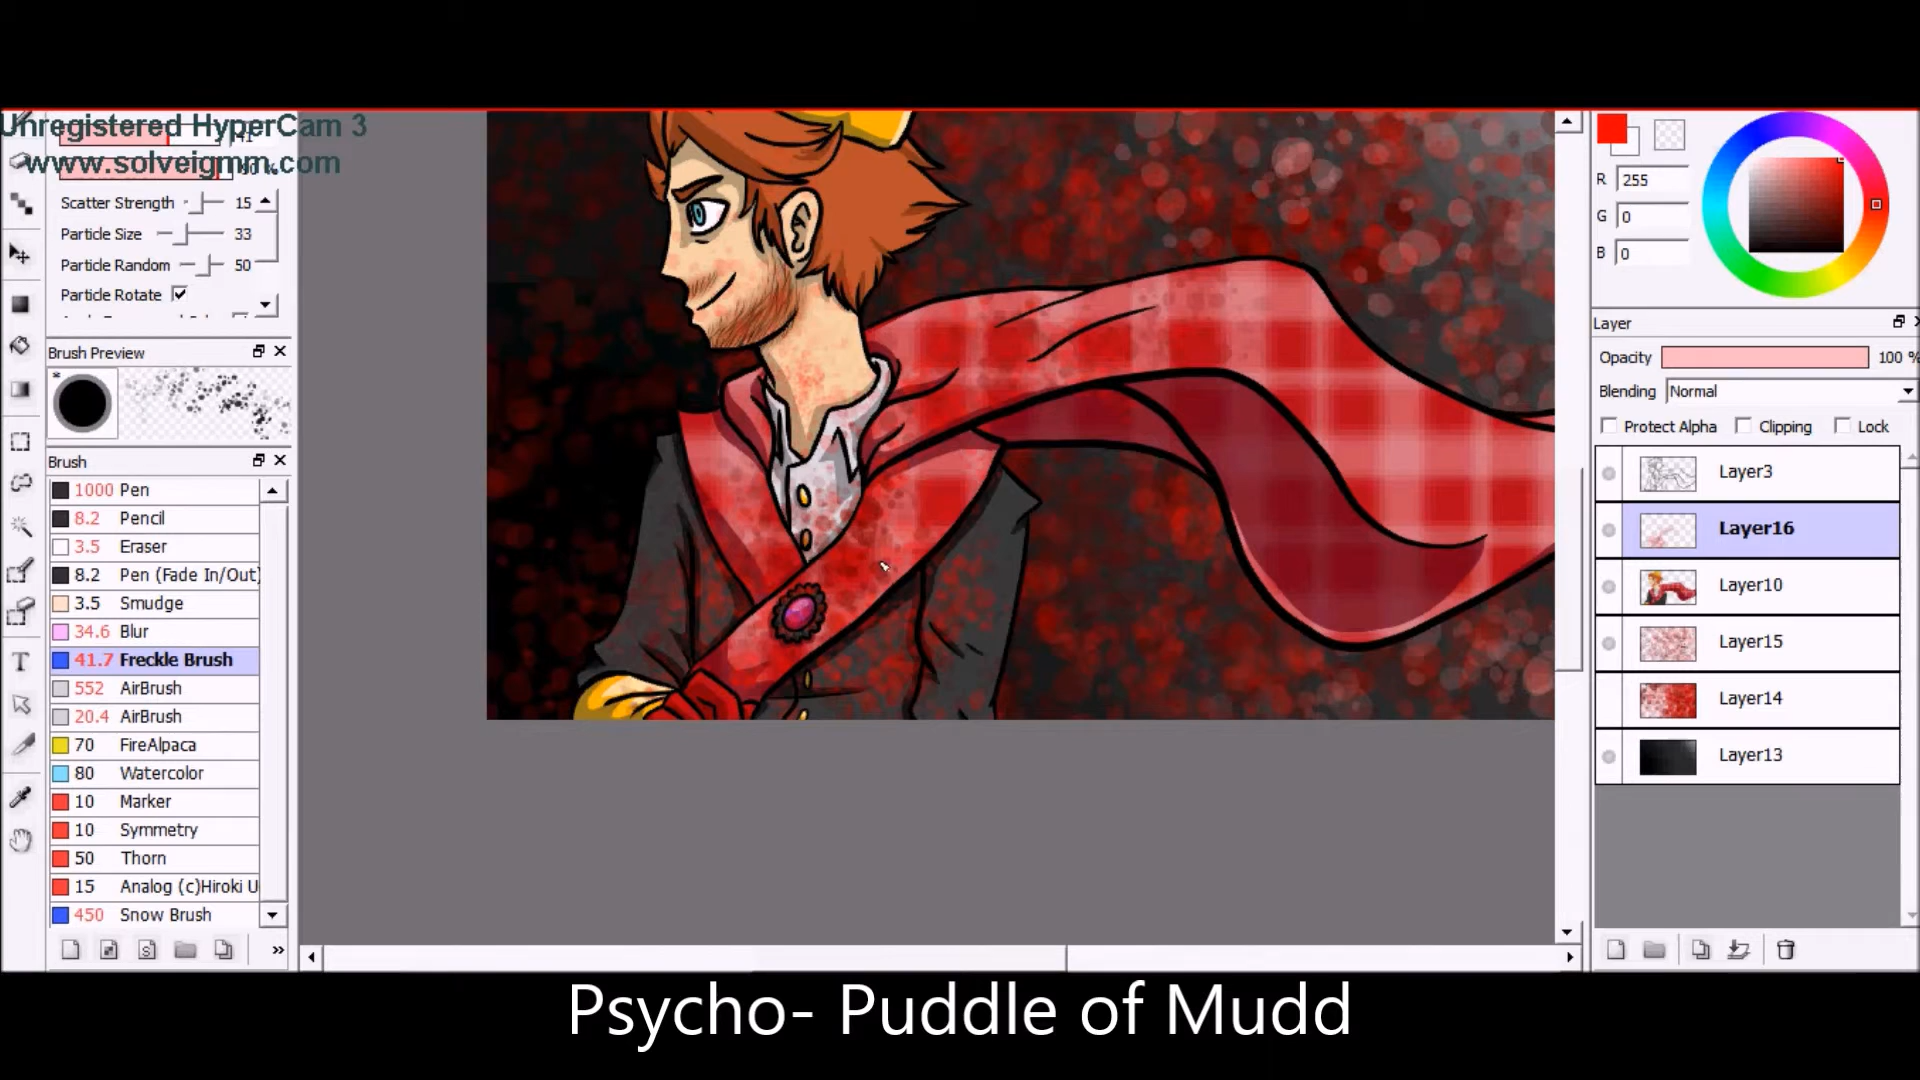 Unregistered HyperCam 3
www.solveigmm.com
Scatter Strength 15
Particle Size 33
Particle Random 50
Particle Rotate
Brush Preview
Brush
1000 Pen
8.2 Pencil
3.5 Eraser
8.2 Pen (Fade In/Out)
3.5 Smudge
34.6 Blur
41.7 Freckle Brush
552 AirBrush
20.4 AirBrush
70 FireAlpaca
80 Watercolor
10 Marker
10 Symmetry
50 Thorn
15 Analog (c)Hiroki U
450 Snow Brush
R 255
G 0
B 0
Layer
Opacity 100 %
Blending Normal
Protect Alpha Clipping Lock
Layer3
Layer16
Layer10
Layer15
Layer14
Layer13
Psycho- Puddle of Mudd